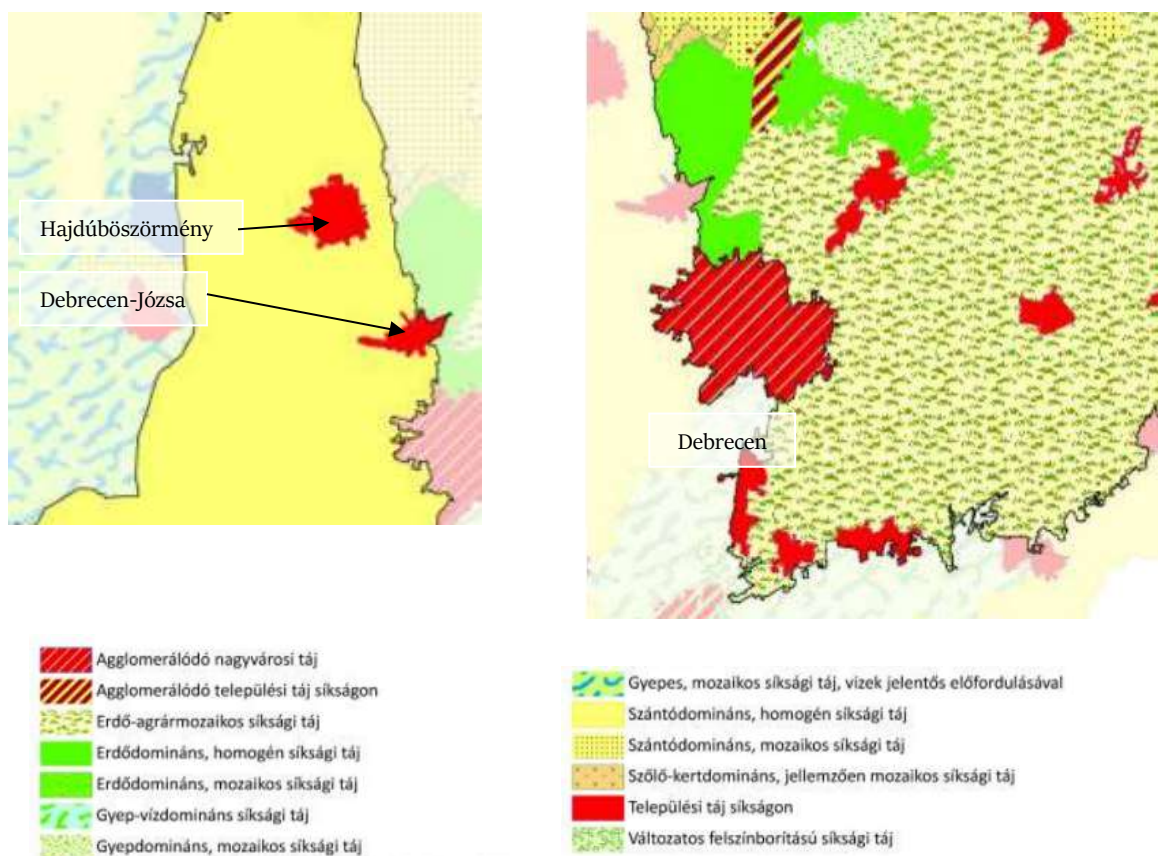 Hajdúböszörmény
Debrecen-Józsa
Debrecen
Agglomerálódó nagyvárosi táj
Agglomerálódó települési táj síkságon
Erdő-agrármozaikos síksági táj
Erdődomináns, homogén síksági táj
Erdődomináns, mozaikos síksági táj
Gyep-vízdomináns síksági táj
Gyepdomináns, mozaikos síksági táj
Gyepes, mozaikos síksági táj, vizek jelentős előfordulásával
Szántódomináns, homogén síksági táj
Szántódomináns, mozaikos síksági táj
Szőlő-kertdomináns, jellemzően mozaikos síksági táj
Települési táj síkságon
Változatos felszínborítású síksági táj